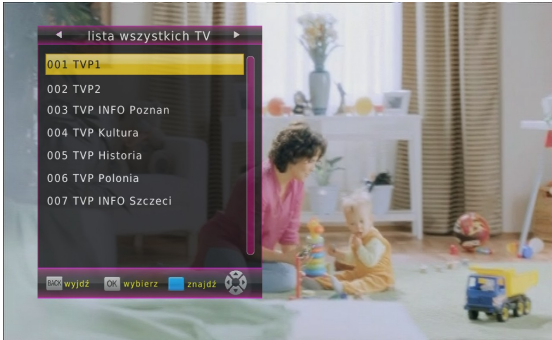 lista wszystkich TV
001 TVP1
002 TVP2
003 TVP INFO Poznan
004 TVP Kultura
005 TVP Historia
006 TVP Polonia
007 TVP INFO Szczeci
BACK wyjdź OK wybierz znajdź